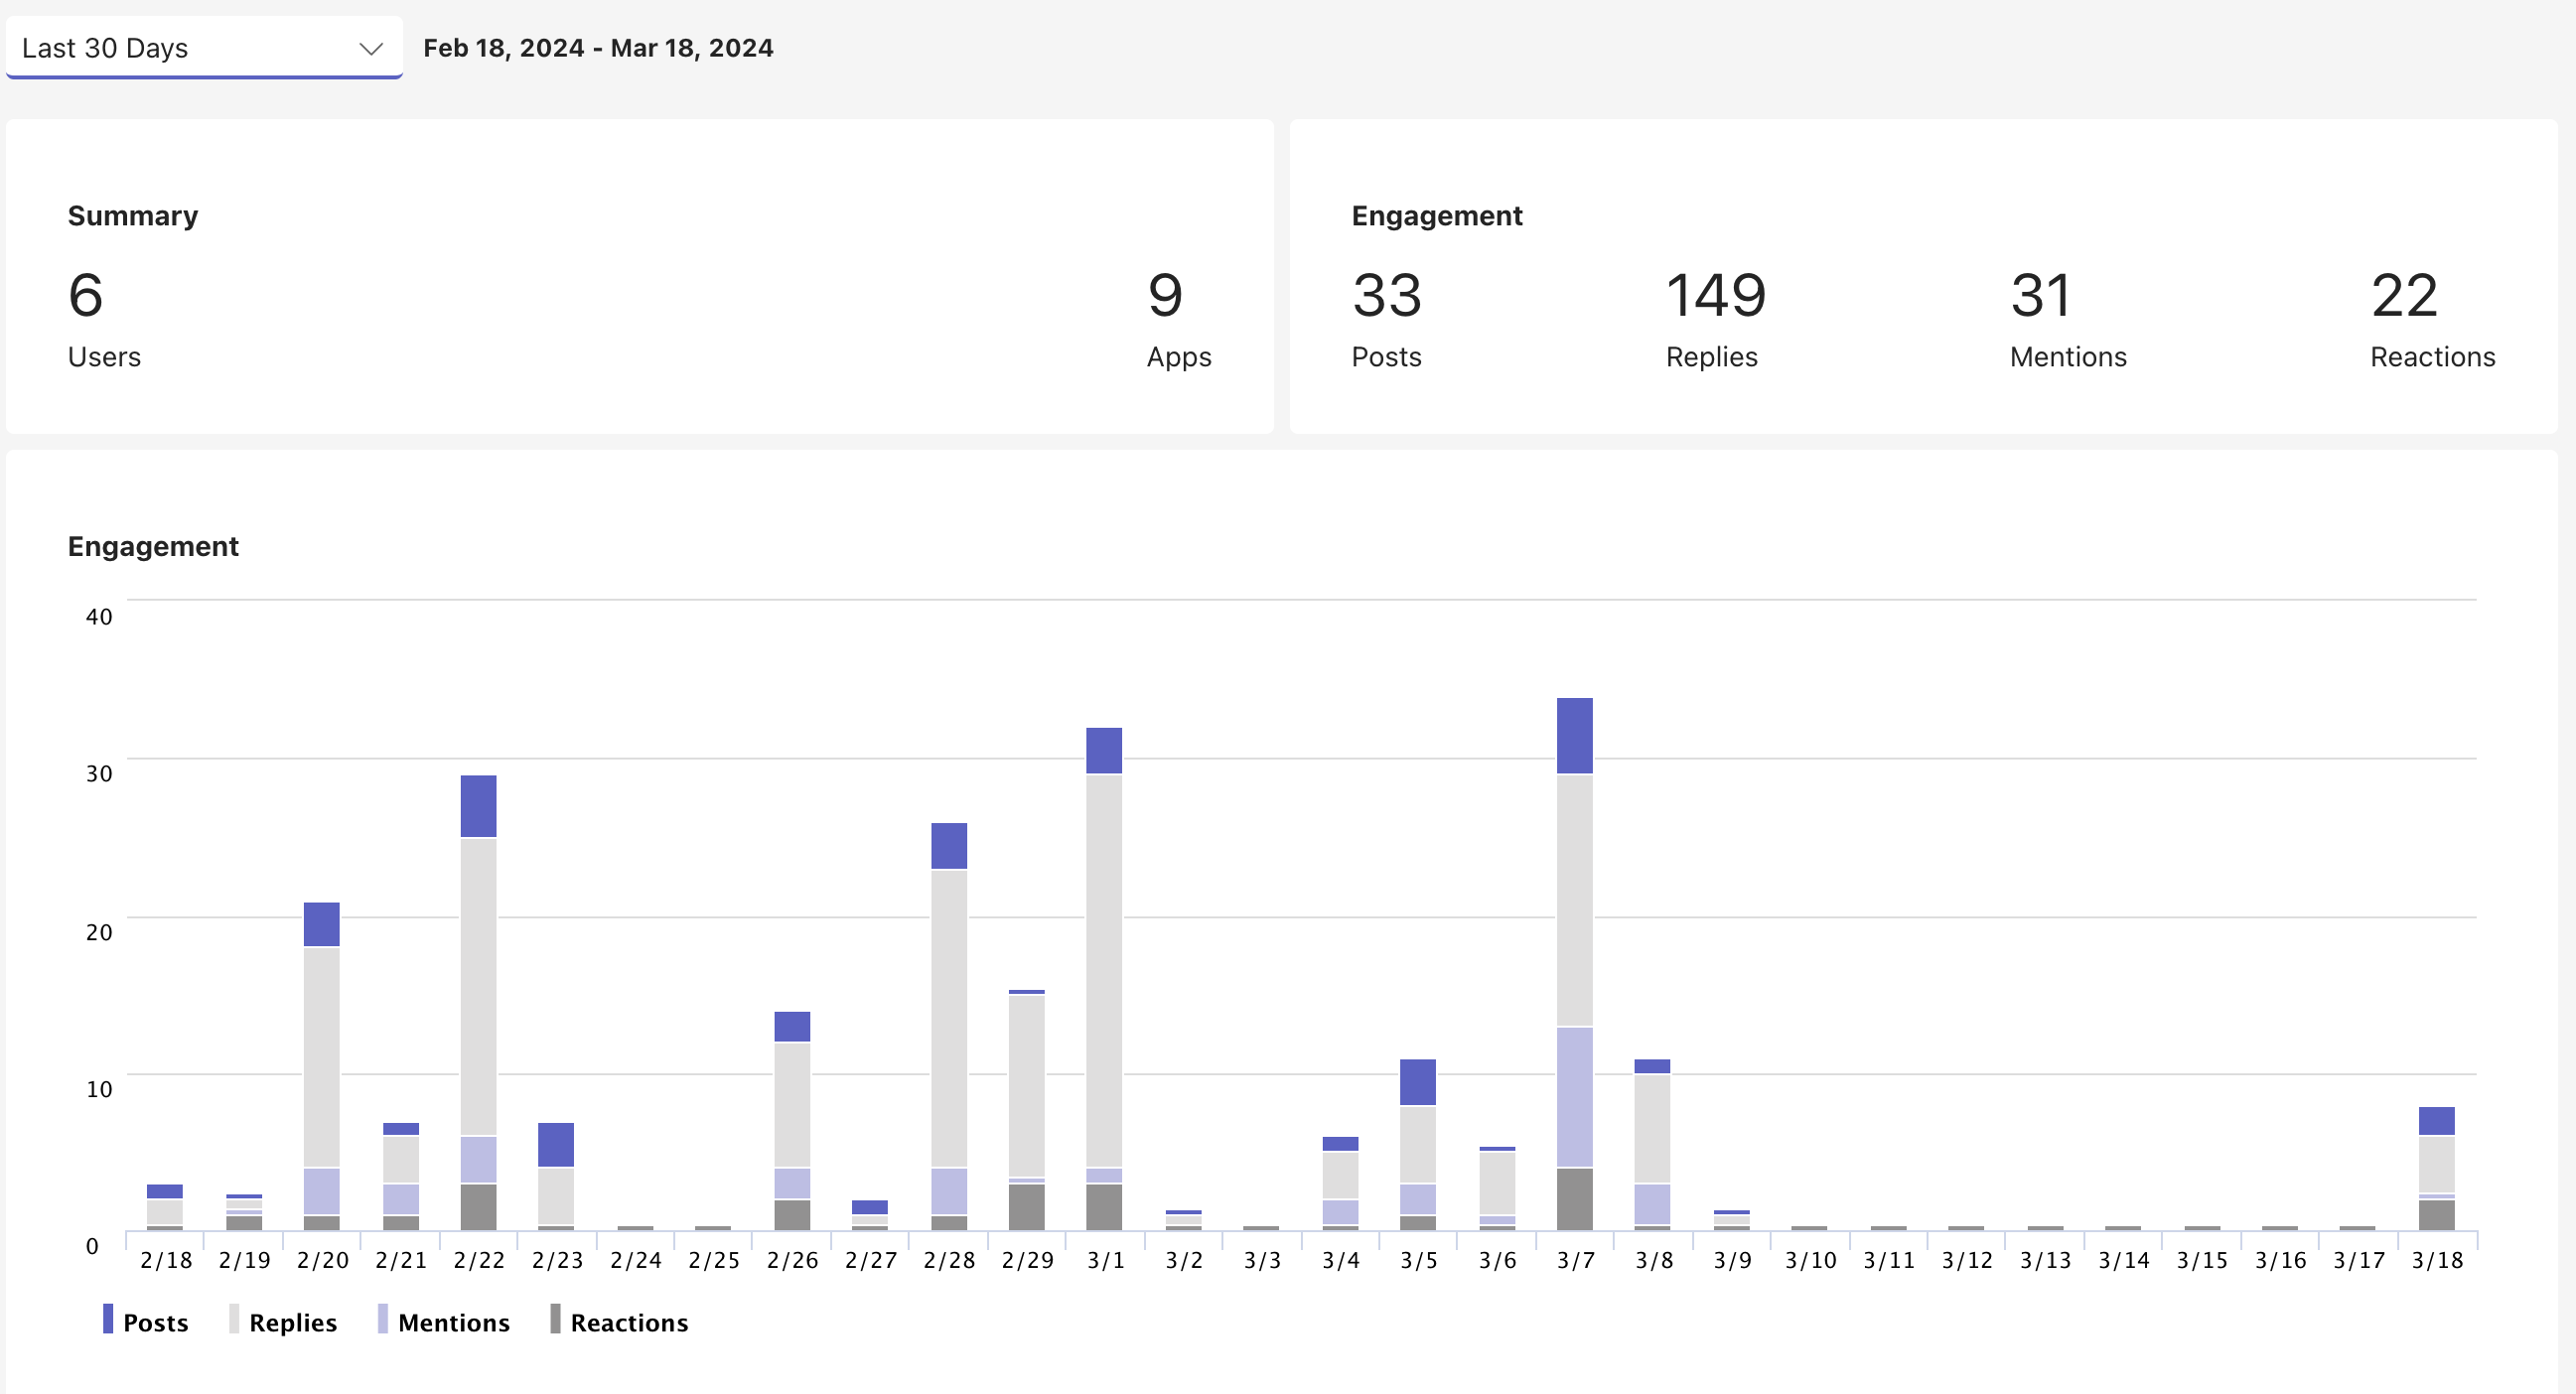 Last 30 Days
Feb 18, 2024 - Mar 18, 2024
Summary
6
Users
9
Apps
Engagement
33
Posts
149
Replies
31
Mentions
22
Reactions
Engagement
40
30
20
10
0
2/18 2/19 2/20 2/21 2/22 2/23 2/24 2/25 2/26 2/27 2/28 2/29 3/1 3/2 3/3 3/4 3/5 3/6 3/7 3/8 3/9 3/10 3/11 3/12 3/13 3/14 3/15 3/16 3/17 3/18
Posts Replies Mentions Reactions